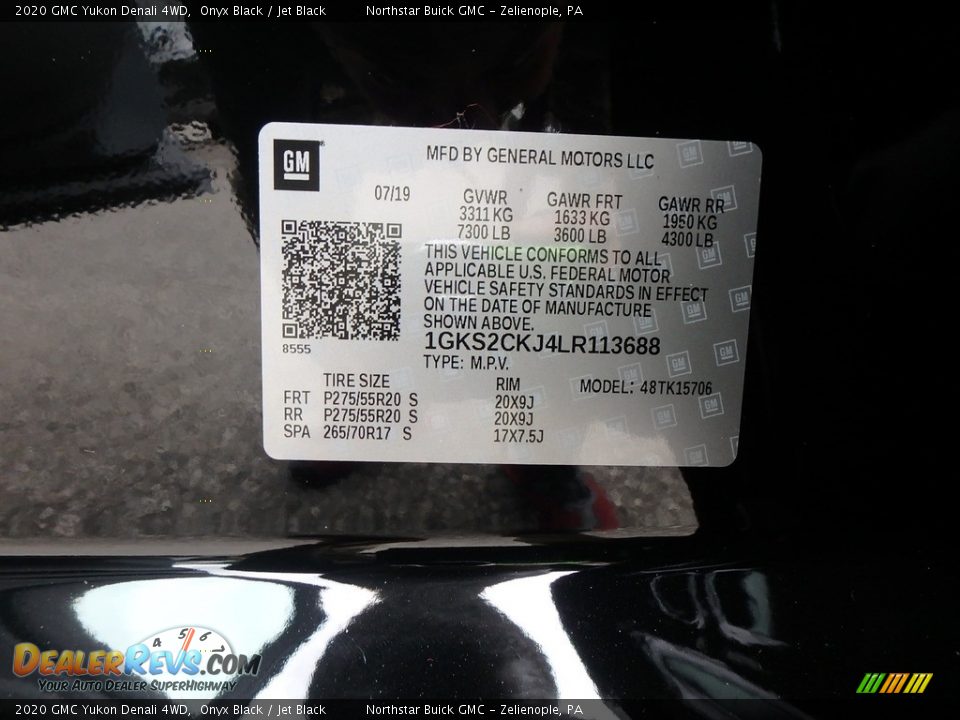 2020 GMC Yukon Denali 4WD, Onyx Black / Jet Black Northstar Buick GMC - Zelienople, PA
GM
MFD BY GENERAL MOTORS LLC
07/19 GVWR GAWR FRT GAWR RR
3311 KG 1633 KG 1950 KG
7300 LB 3600 LB 4300 LB
THIS VEHICLE CONFORMS TO ALL
APPLICABLE U.S. FEDERAL MOTOR
VEHICLE SAFETY STANDARDS IN EFFECT
ON THE DATE OF MANUFACTURE
SHOWN ABOVE.
8555
1GKS2CKJ4LR113688
TYPE: M.P.V.
TIRE SIZE RIM MODEL: 48TK15706
FRT P275/55R20 S 20X9J
RR P275/55R20 S 20X9J
SPA 265/70R17 S 17X7.5J
4 5 6
DEALERREVS.COM
YOUR AUTO DEALER SUPERHIGHWAY
2020 GMC Yukon Denali 4WD, Onyx Black / Jet Black Northstar Buick GMC - Zelienople, PA